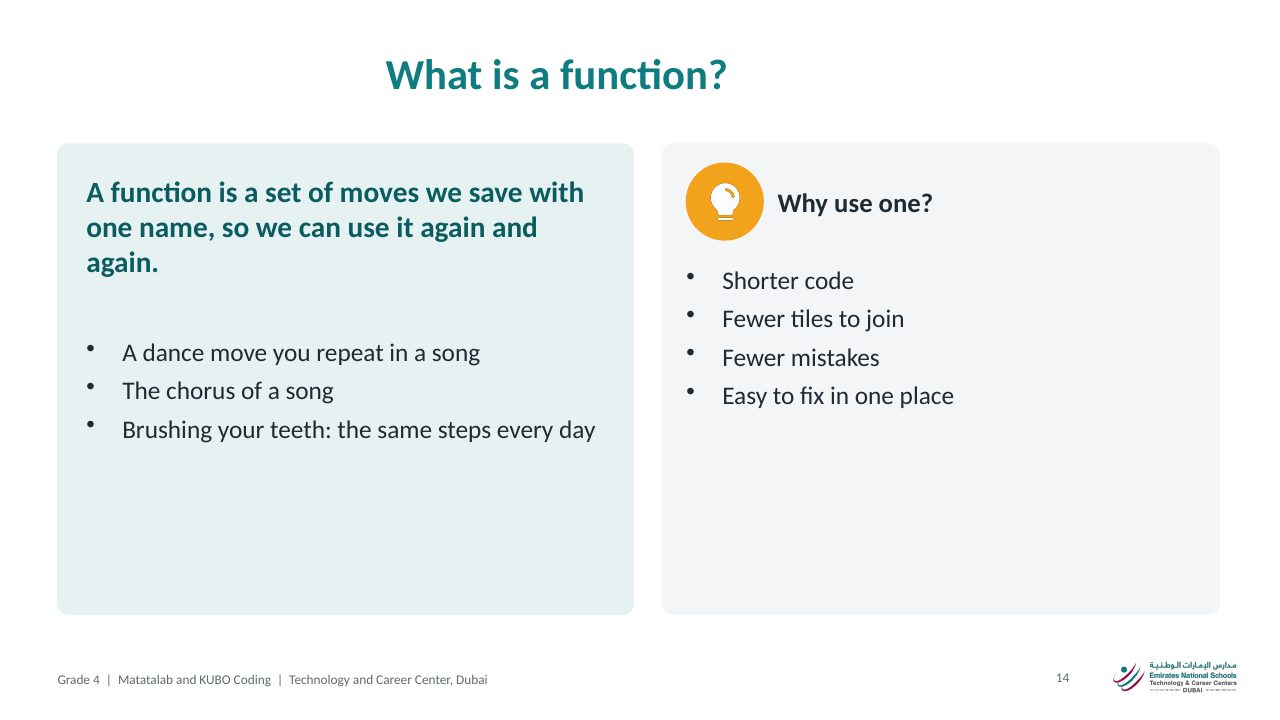 What is a function?
A function is a set of moves we save with
one name, so we can use it again and
again.
• A dance move you repeat in a song
• The chorus of a song
• Brushing your teeth: the same steps every day
Why use one?
• Shorter code
• Fewer tiles to join
• Fewer mistakes
• Easy to fix in one place
Grade 4 | Matatalab and KUBO Coding | Technology and Career Center, Dubai
14
مدارس الإمارات الوطنية
Emirates National Schools
Technology & Career Centers
DUBAI